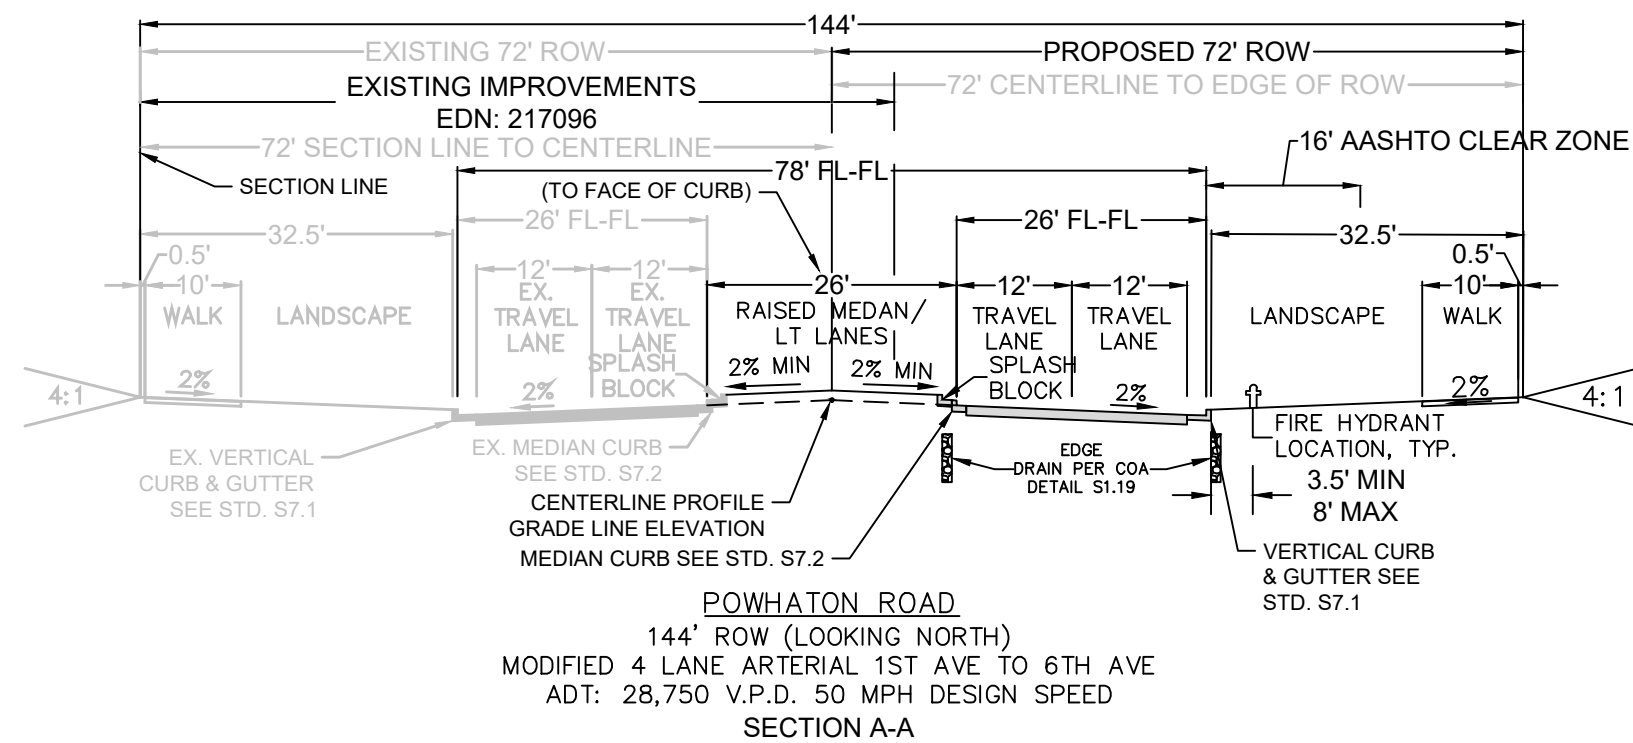 144'
EXISTING 72' ROW
PROPOSED 72' ROW
EXISTING IMPROVEMENTS
EDN: 217096
72' CENTERLINE TO EDGE OF ROW
72' SECTION LINE TO CENTERLINE
16' AASHTO CLEAR ZONE
SECTION LINE
78' FL-FL
(TO FACE OF CURB)
26' FL-FL
26' FL-FL
32.5'
32.5'
0.5'
10'
WALK
LANDSCAPE
12'
EX.
TRAVEL
LANE
12'
EX.
TRAVEL
LANE
SPLASH
BLOCK
26'
RAISED MEDAN/
LT LANES
2% MIN
2% MIN
12'
TRAVEL
LANE
12'
TRAVEL
LANE
SPLASH
BLOCK
LANDSCAPE
0.5'
10'
WALK
4:1
2%
2%
2%
2%
4:1
EX. VERTICAL
CURB & GUTTER
SEE STD. S7.1
EX. MEDIAN CURB
SEE STD. S7.2
CENTERLINE PROFILE
GRADE LINE ELEVATION
MEDIAN CURB SEE STD. S7.2
EDGE
DRAIN PER COA
DETAIL S1.19
FIRE HYDRANT
LOCATION, TYP.
3.5' MIN
8' MAX
VERTICAL CURB
& GUTTER SEE
STD. S7.1
POWHATON ROAD
144' ROW (LOOKING NORTH)
MODIFIED 4 LANE ARTERIAL 1ST AVE TO 6TH AVE
ADT: 28,750 V.P.D. 50 MPH DESIGN SPEED
SECTION A-A